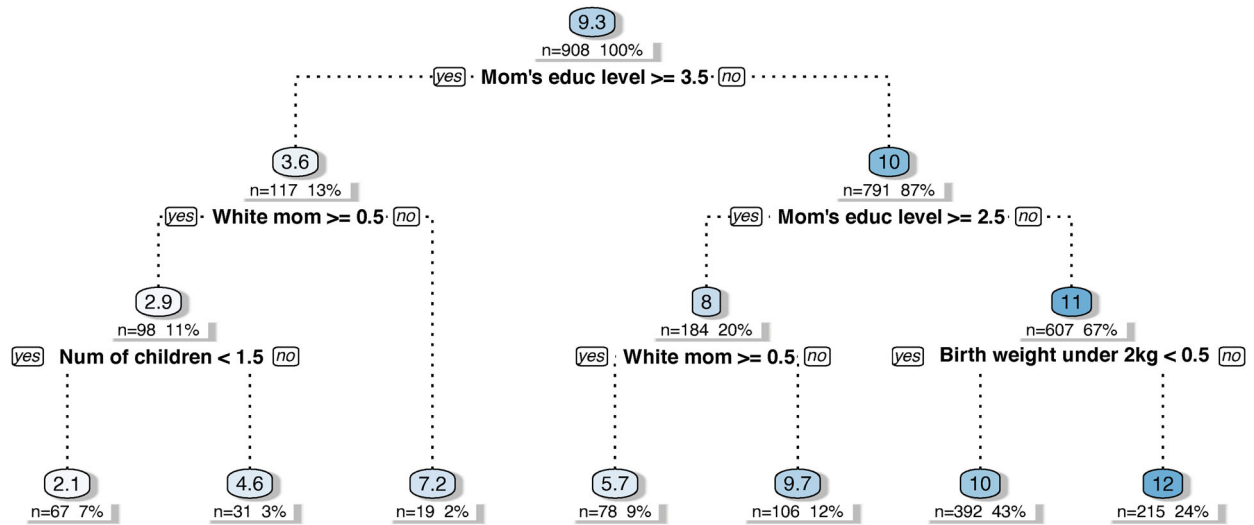 9.3
n=908 100%
yes Mom's educ level >= 3.5 no
3.6 10
n=117 13% n=791 87%
yes White mom >= 0.5 no yes Mom's educ level >= 2.5 no
2.9 8 11
n=98 11% n=184 20% n=607 67%
yes Num of children < 1.5 no yes White mom >= 0.5 no yes Birth weight under 2kg < 0.5 no
2.1 4.6 7.2 5.7 9.7 10 12
n=67 7% n=31 3% n=19 2% n=78 9% n=106 12% n=392 43% n=215 24%